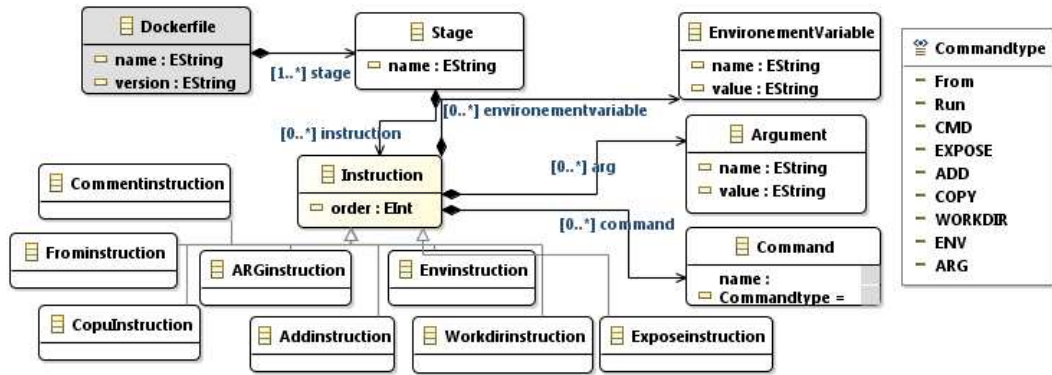 Dockerfile
name : EString
version : EString
[1..*] stage
Stage
name : EString
[0..*] instruction
[0..*] environementvariable
EnvironementVariable
name : EString
value : EString
Commandtype
From
Run
CMD
EXPOSE
ADD
COPY
WORKDIR
ENV
ARG
Instruction
order : EInt
[0..*] arg
Argument
name : EString
value : EString
[0..*] command
Command
name :
Commandtype =
Commentinstruction
Frominstruction
ARGinstruction
Envinstruction
CopuInstruction
Addinstruction
Workdirinstruction
Exposeinstruction